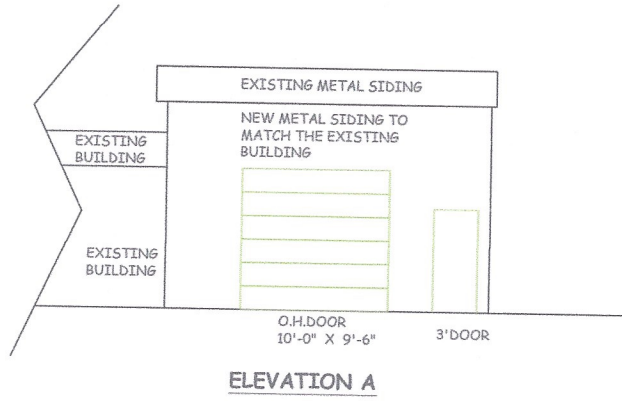 EXISTING METAL SIDING
NEW METAL SIDING TO
MATCH THE EXISTING
BUILDING
EXISTING
BUILDING
EXISTING
BUILDING
O.H.DOOR
10'-0" X 9'-6"
3'DOOR
ELEVATION A